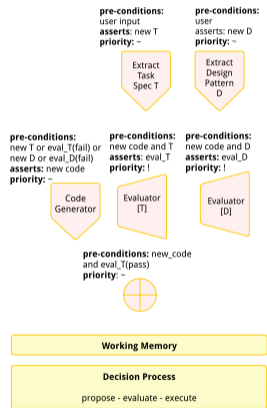 pre-conditions:
user input
asserts: new T
priority: ~
pre-conditions:
user
asserts: new D
priority: ~
Extract
Task
Spec T
Extract
Design
Pattern
D
pre-conditions:
new T or eval_T(fail) or
new D or eval_D(fail)
asserts: new code
priority: ~
pre-conditions:
new code and T
asserts: eval_T
priority: !
pre-conditions:
new code and D
asserts: eval_D
priority: !
Code
Generator
Evaluator
[T]
Evaluator
[D]
pre-conditions: new_code
and eval_T(pass)
priority: ~
Working Memory
Decision Process
propose - evaluate - execute